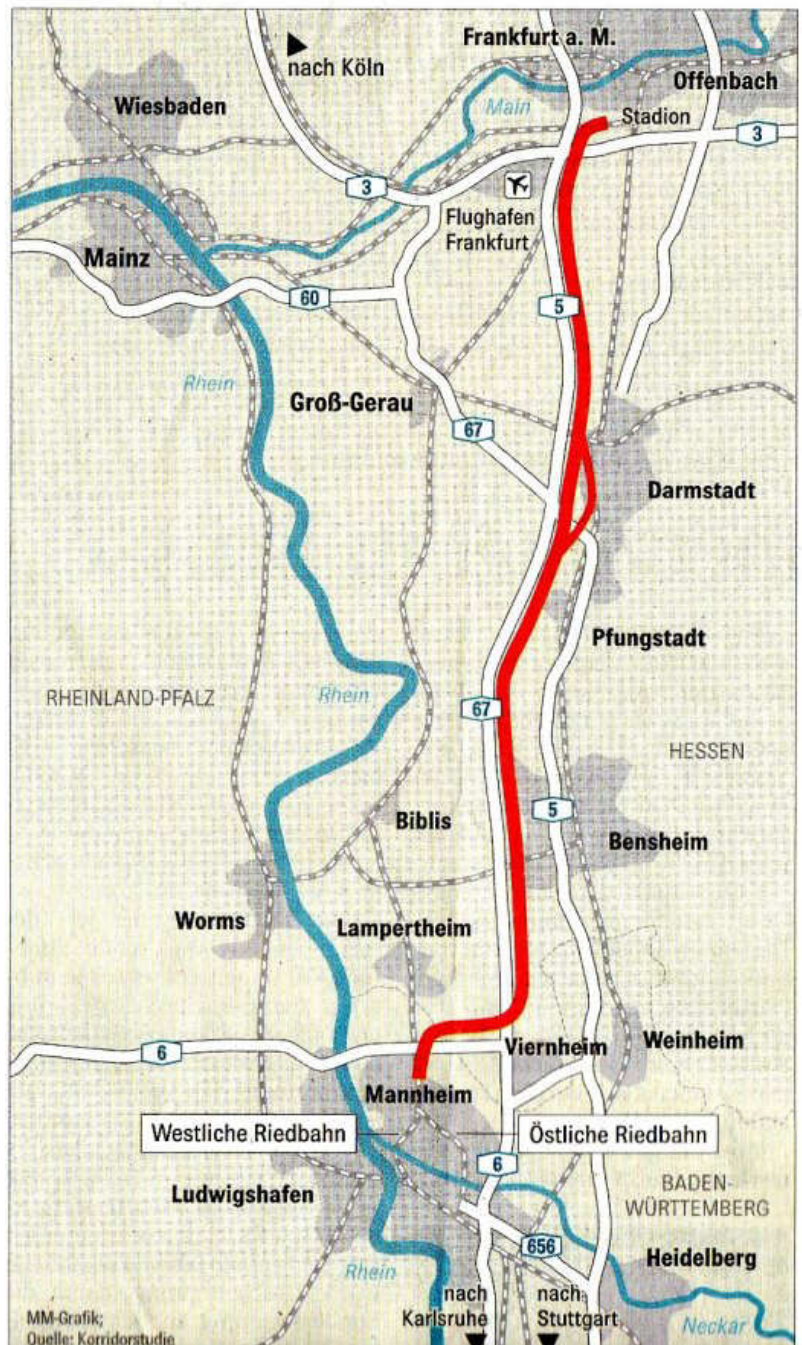 Frankfurt a. M.
nach Köln
Offenbach
Wiesbaden
Main
Stadion
3
3
Flughafen
Frankfurt
Mainz
60
5
Rhein
Groß-Gerau
67
Darmstadt
Pfungstadt
RHEINLAND-PFALZ
Rhein
67
HESSEN
5
Biblis
Bensheim
Worms
Lampertheim
6
Viernheim
Weinheim
Mannheim
Westliche Riedbahn
Östliche Riedbahn
6
Ludwigshafen
BADEN-
WÜRTTEMBERG
656
Heidelberg
Rhein
nach
Karlsruhe
nach
Stuttgart
Neckar
MM-Grafik;
Quelle: Korridorstudie